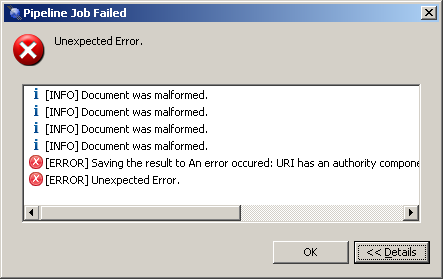 Pipeline Job Failed
Unexpected Error.
[INFO] Document was malformed.
[INFO] Document was malformed.
[INFO] Document was malformed.
[INFO] Document was malformed.
[ERROR] Saving the result to An error occured: URI has an authority compone
[ERROR] Unexpected Error.
OK
<< Details